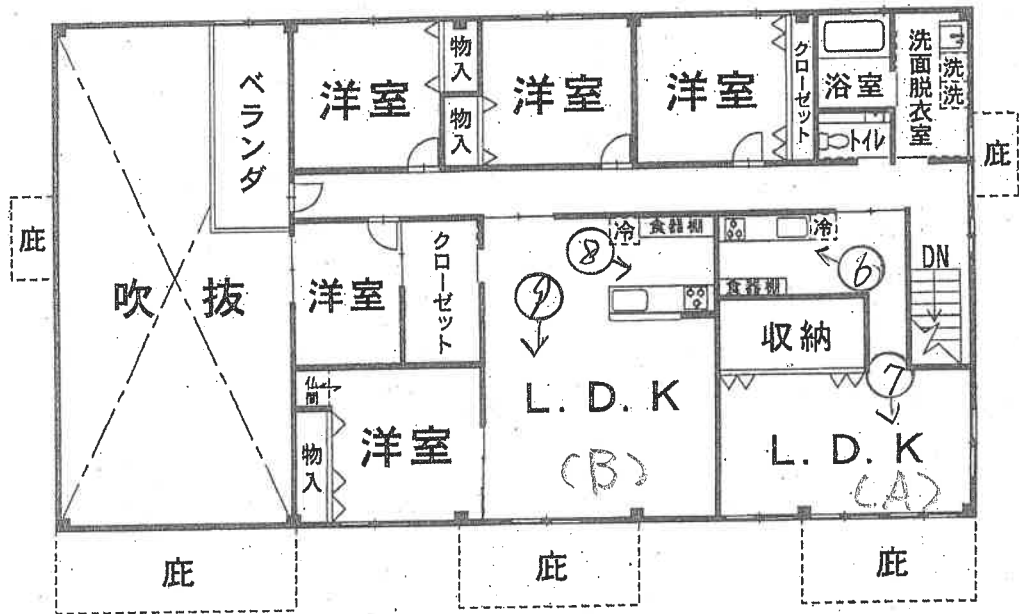 ベランダ
洋室
物入
物入
洋室
洋室
クローゼット
浴室
洗面脱衣室
洗
洗
トイレ
庇
庇
吹抜
洋室
クローゼット
冷
食器棚
冷
食器棚
DN
⑧
⑨
⑥
収納
⑦
仏間
物入
洋室
L.D.K
(B)
L.D.K
(A)
庇
庇
庇